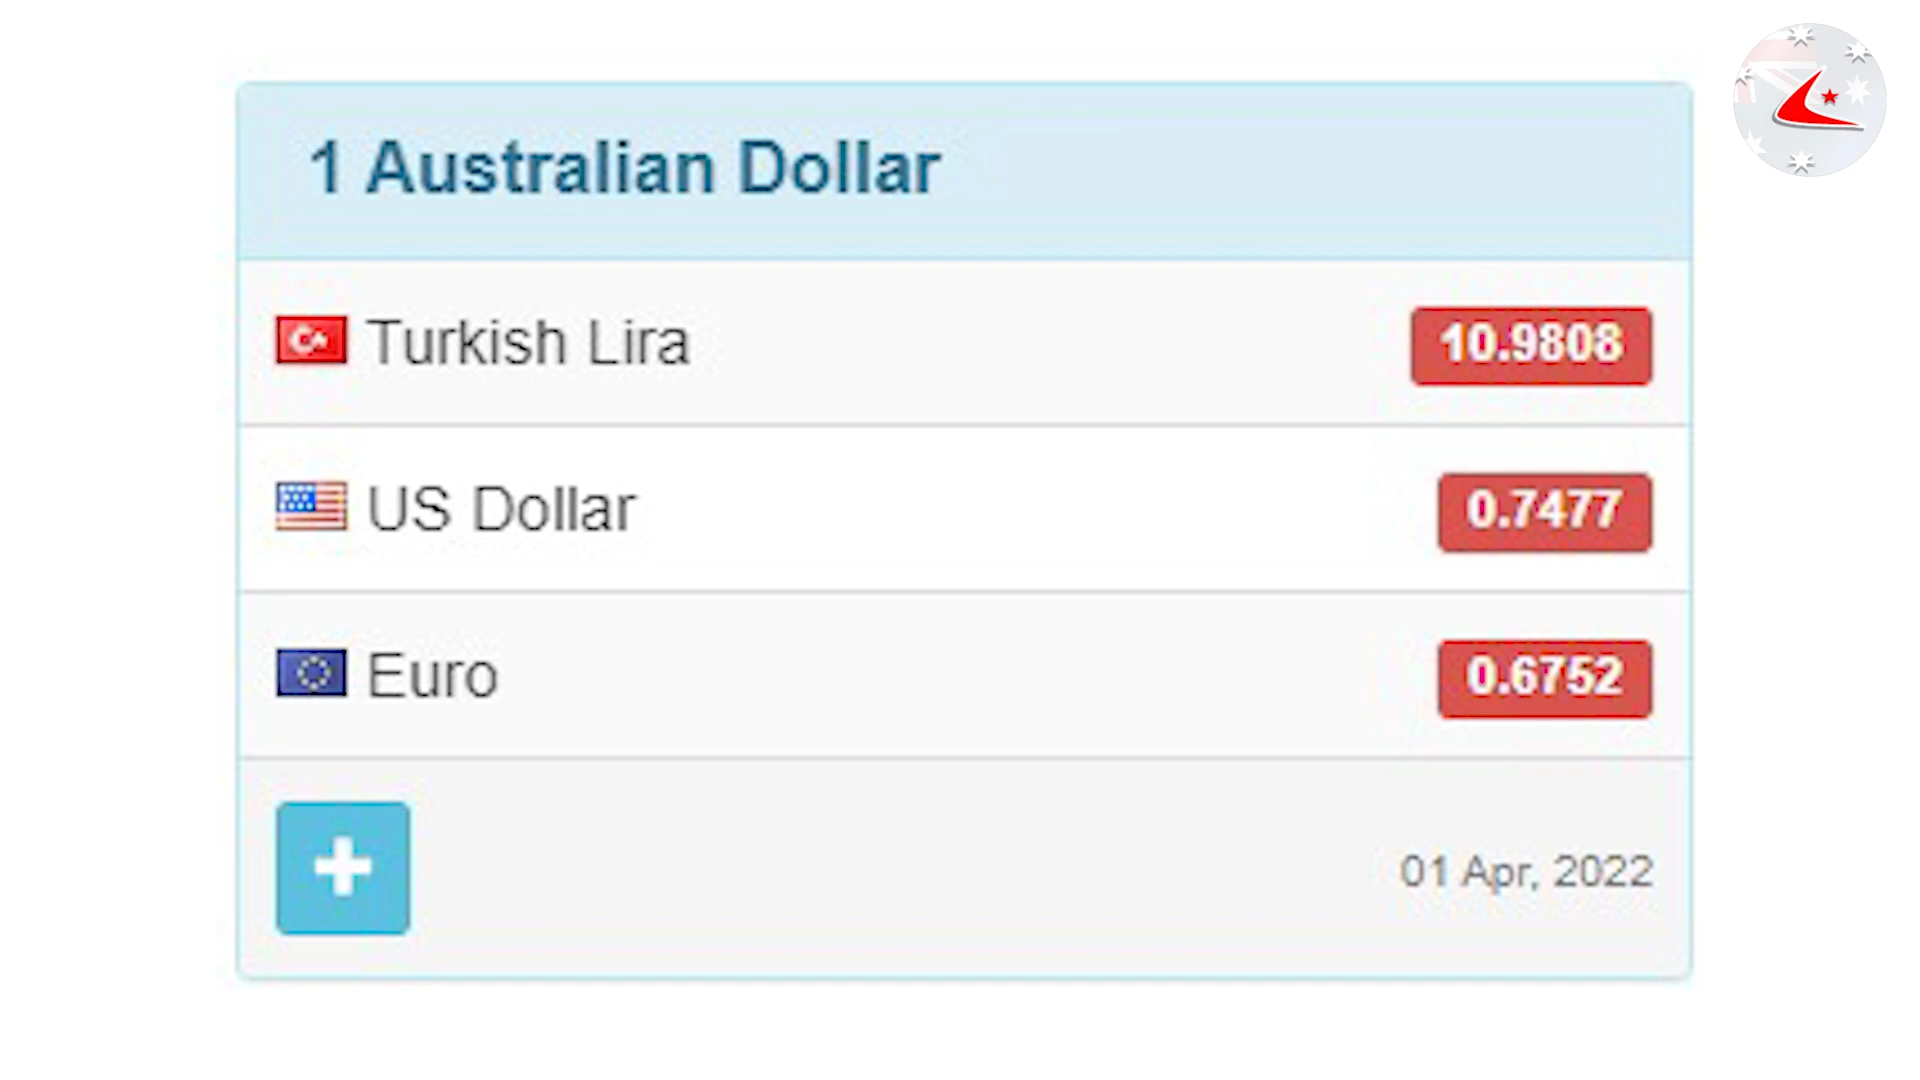 1 Australian Dollar
Turkish Lira 10.9808
US Dollar 0.7477
Euro 0.6752
01 Apr, 2022